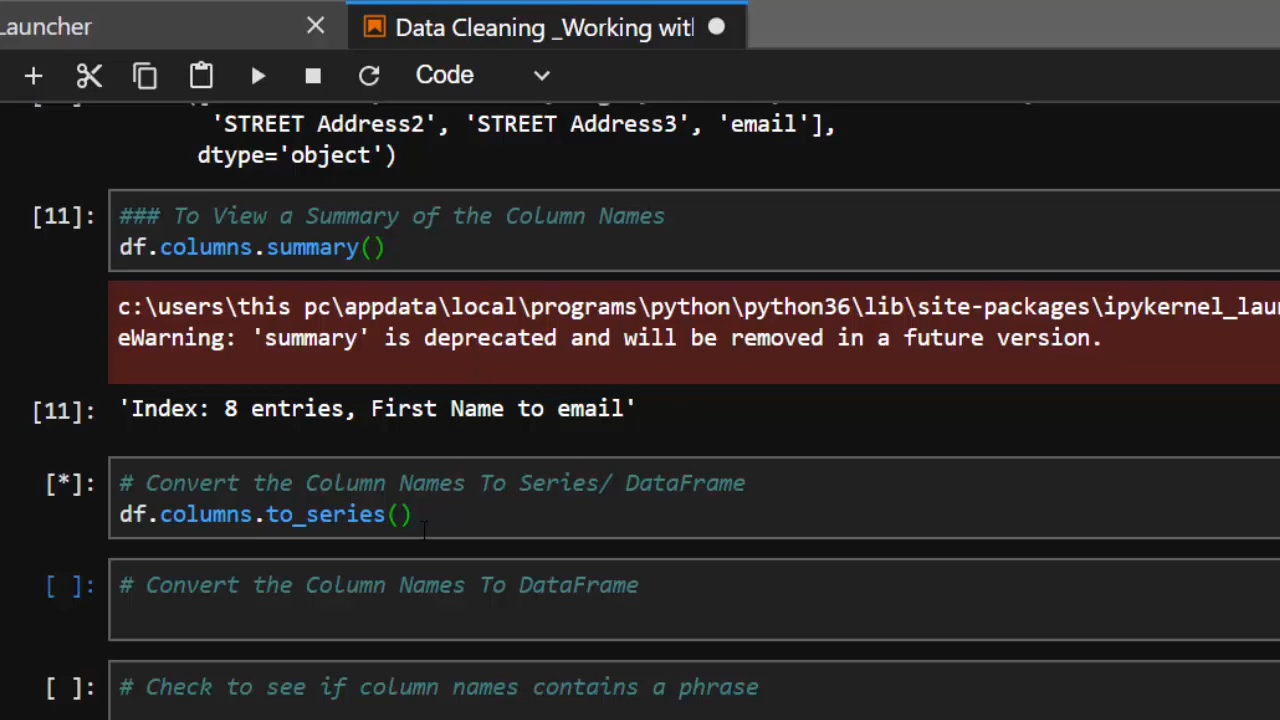 Launcher
Data Cleaning _Working with
Code
'STREET Address2', 'STREET Address3', 'email'],
dtype='object')
[11]: ### To View a Summary of the Column Names
df.columns.summary()
c:\users\this pc\appdata\local\programs\python\python36\lib\site-packages\ipykernel_lau
eWarning: 'summary' is deprecated and will be removed in a future version.
[11]: 'Index: 8 entries, First Name to email'
[*]: # Convert the Column Names To Series/ DataFrame
df.columns.to_series()
[ ]: # Convert the Column Names To DataFrame
[ ]: # Check to see if column names contains a phrase